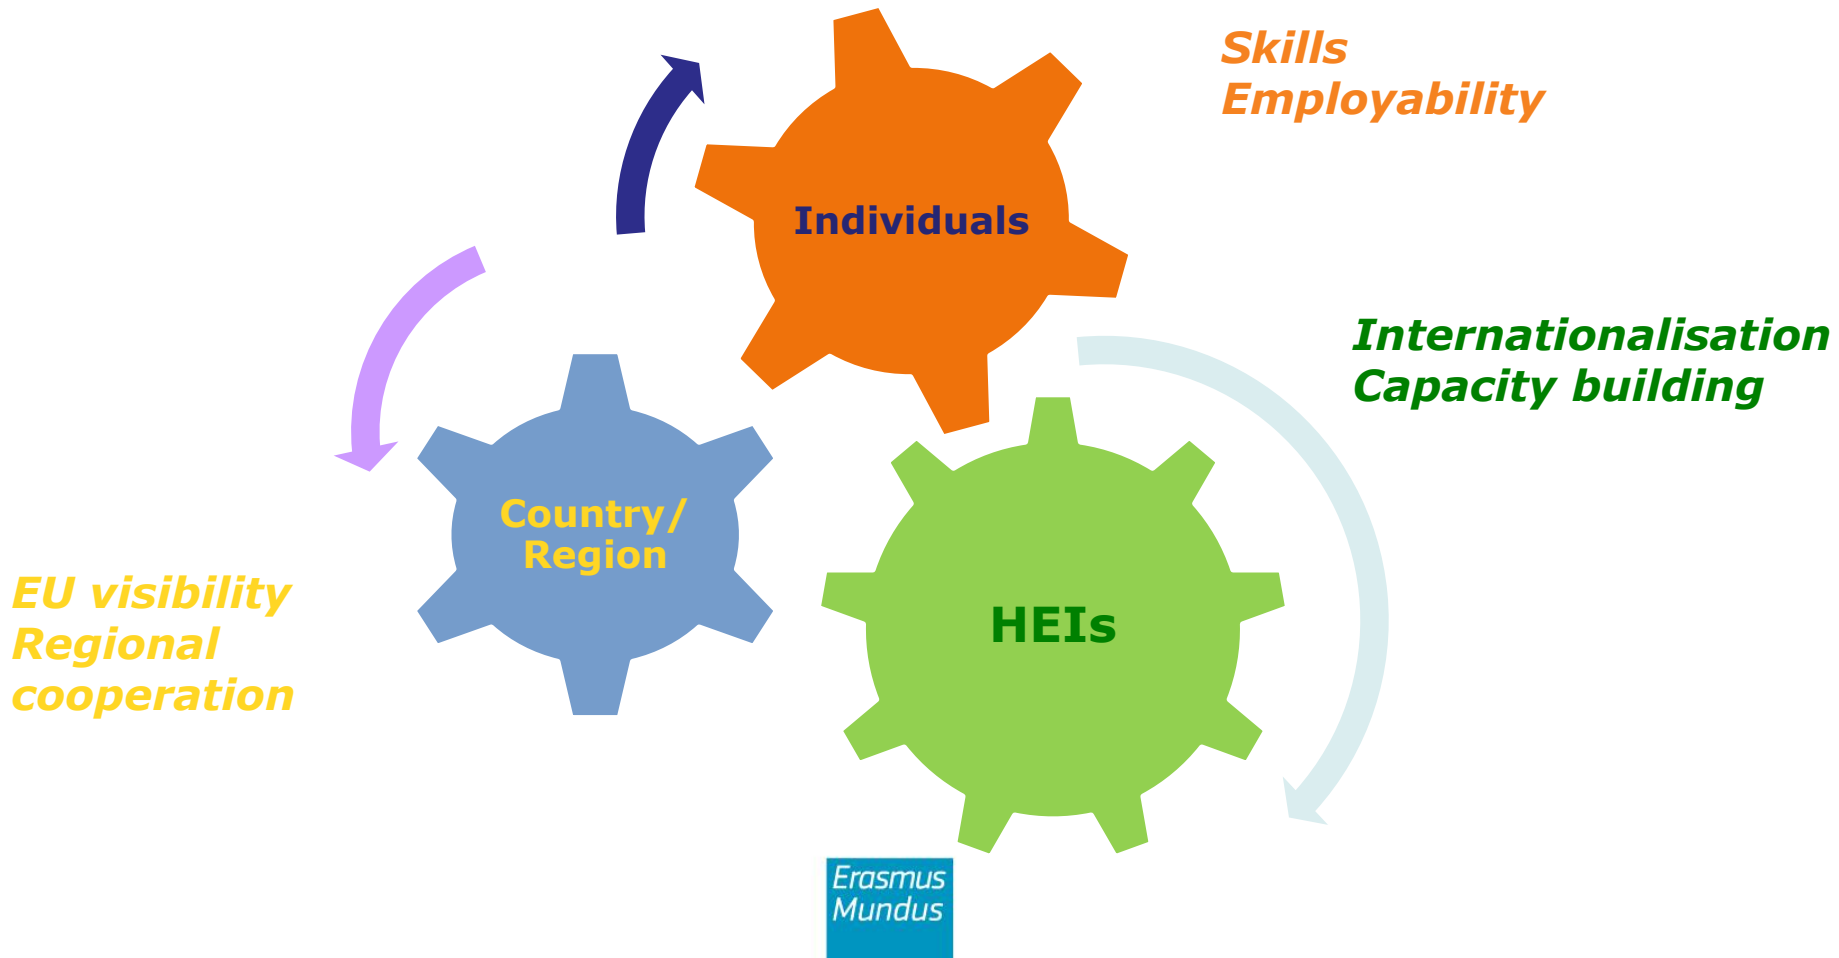 Skills
Employability
Individuals
Internationalisation
Capacity building
Country/
Region
EU visibility
Regional
cooperation
HEIs
Erasmus
Mundus